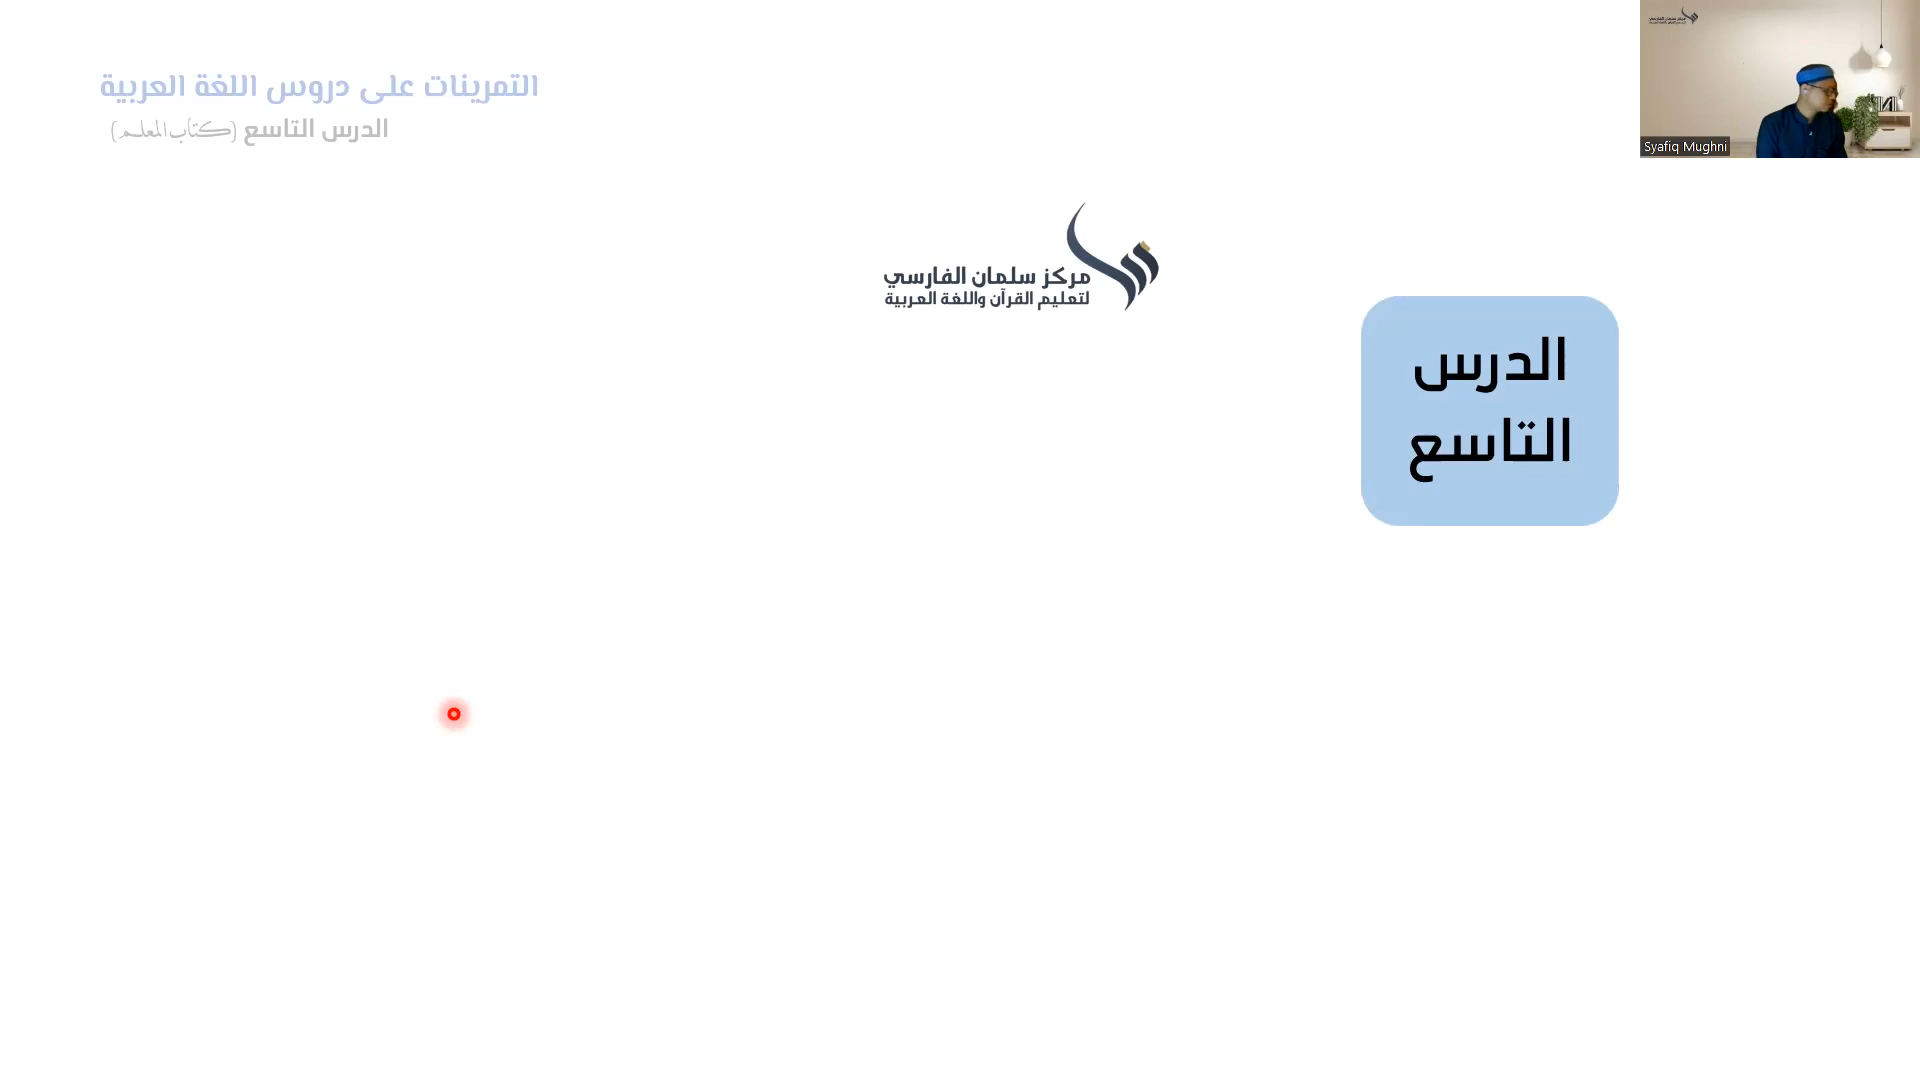 التمرينات على دروس اللغة العربية
الدرس التاسع (كتاب المعلم)
مركز سلمان الفارسي
لتعليم القرآن واللغة العربية
الدرس
التاسع
Syafiq Mughni